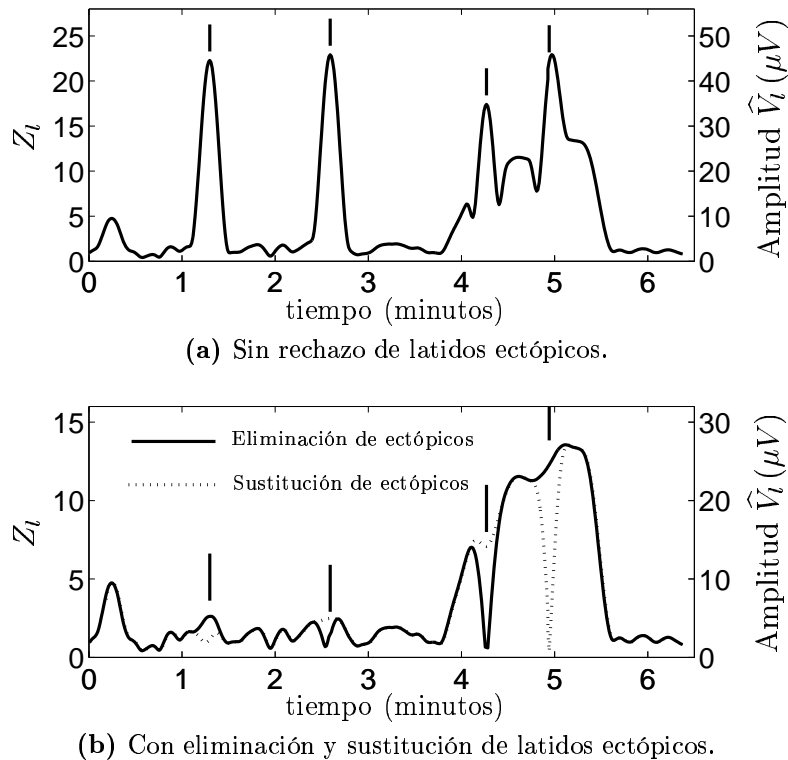 25
20
15
10
5
0
Z_l
50
40
30
20
10
0
Amplitud V̂_l (µV)
0 1 2 3 4 5 6
tiempo (minutos)
(a) Sin rechazo de latidos ectópicos.
15
10
5
0
Z_l
Eliminación de ectópicos
Sustitución de ectópicos
30
20
10
0
Amplitud V̂_l (µV)
0 1 2 3 4 5 6
tiempo (minutos)
(b) Con eliminación y sustitución de latidos ectópicos.